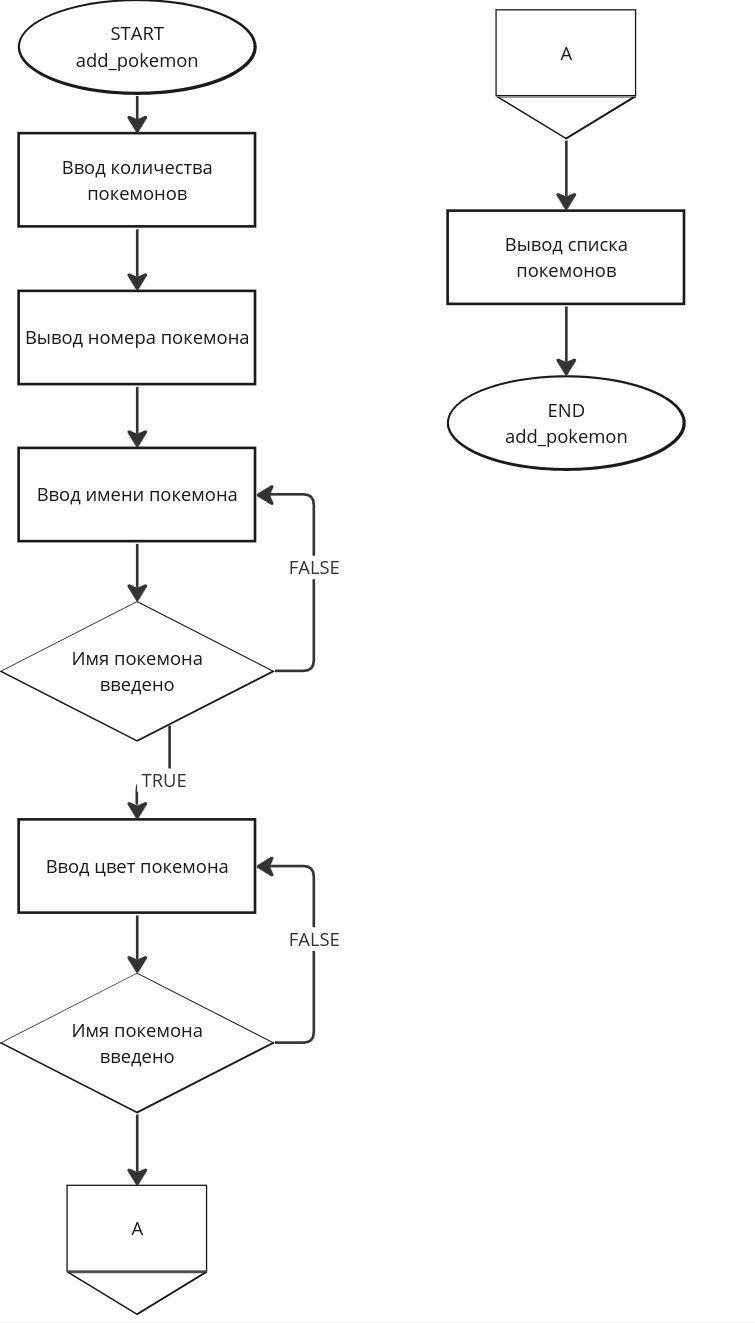 START
add_pokemon
Ввод количества
покемонов
Вывод номера покемона
Ввод имени покемона
FALSE
Имя покемона
введено
TRUE
Ввод цвет покемона
FALSE
Имя покемона
введено
A
A
Вывод списка
покемонов
END
add_pokemon